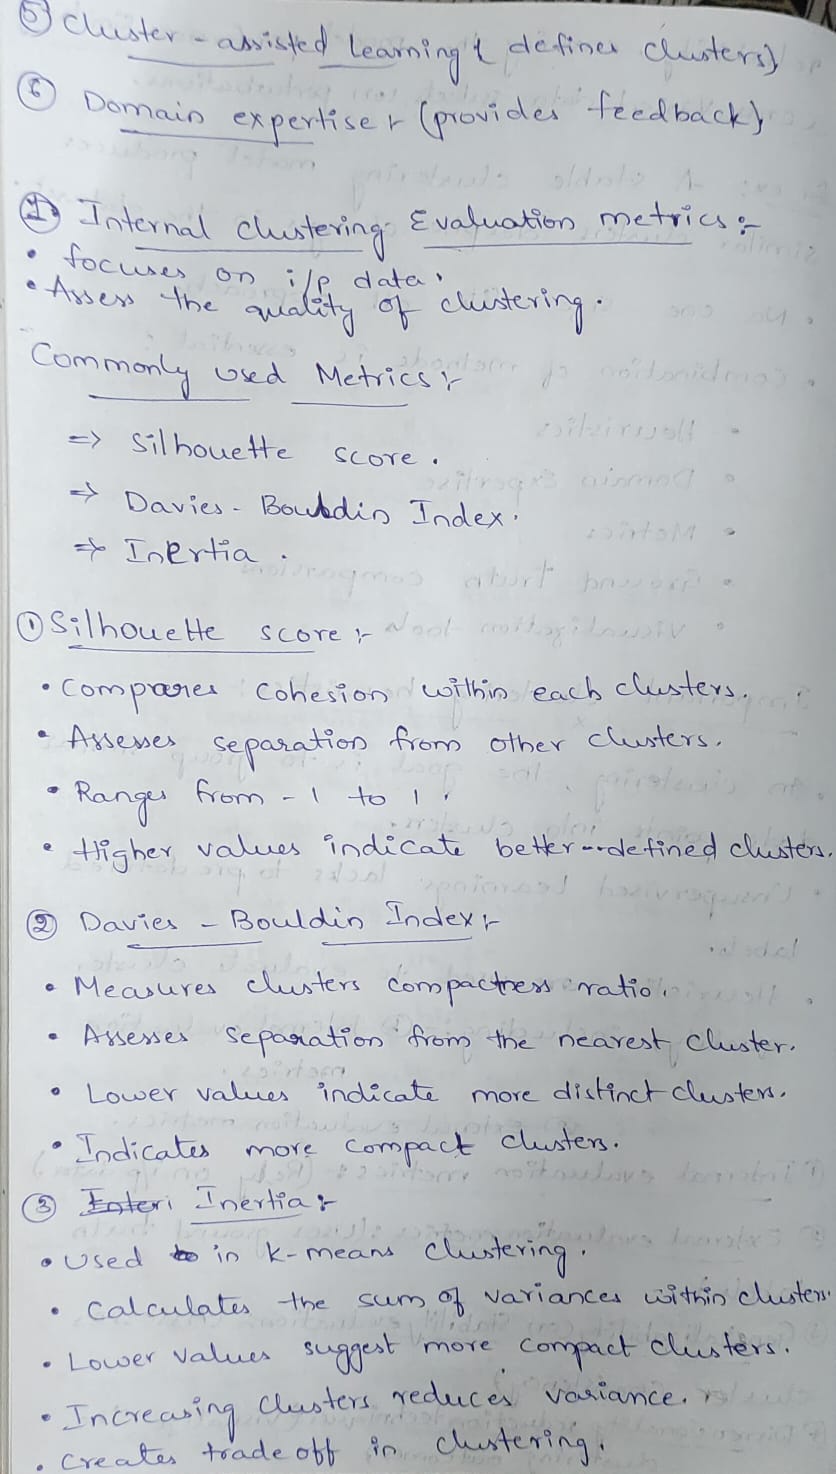 ⑤ Cluster - assisted Learning { defines clusters}
⑥ Domain expertise :- {provides feedback}
① Internal clustering Evaluation metrics :-
• focuses on i/p data.
• Assess the quality of clustering.
Commonly used Metrics :-
=> Silhouette score.
=> Davies - Bouldin Index.
=> Inertia.
① Silhouette score :-
• Compares cohesion within each clusters.
• Assesses separation from other clusters.
• Ranges from -1 to 1.
• Higher values indicate better--defined clusters.
② Davies - Bouldin Index :-
• Measures clusters compactness ratio.
• Assesses separation from the nearest cluster.
• Lower values indicate more distinct clusters.
• Indicates more compact clusters.
③ Inertia :-
• Used in K-means clustering.
• Calculates the sum of variances within clusters.
• Lower values suggest more compact clusters.
• Increasing clusters reduces variance.
• Creates trade off in clustering.